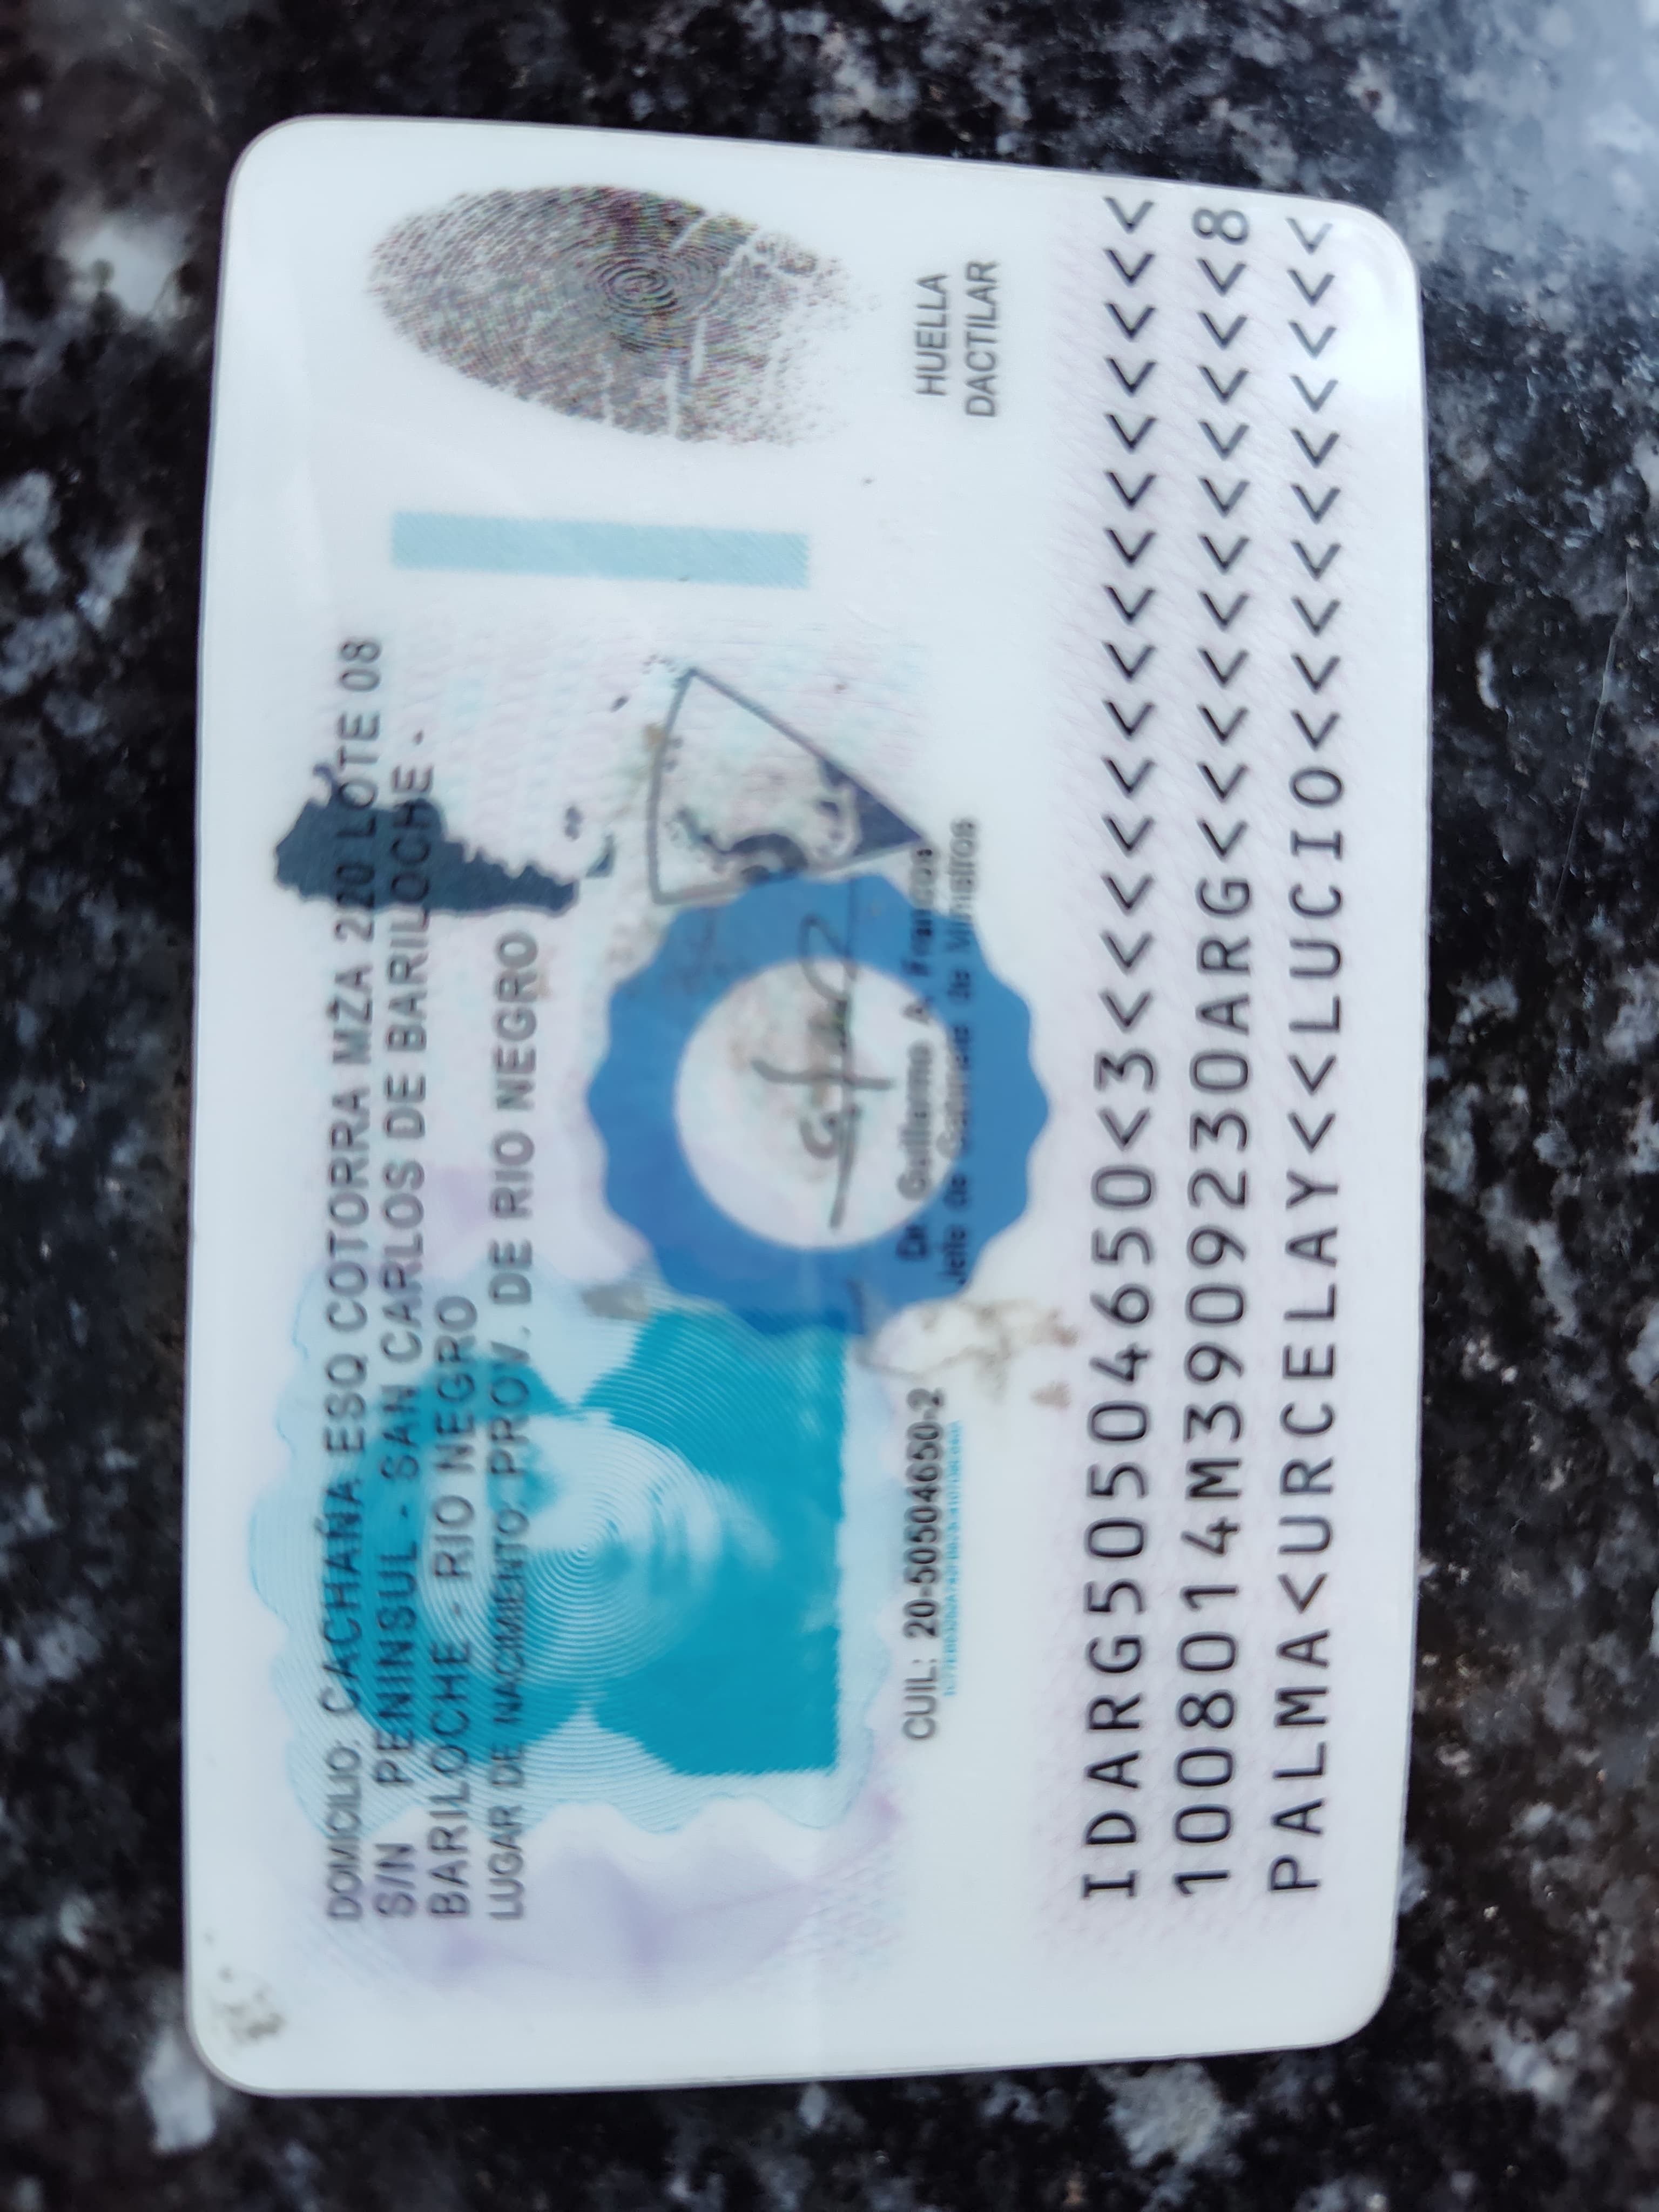 DOMICILIO: CACHAÑA ESQ COTORRA MZA 220 LOTE 08
S/N PENINSUL - SAN CARLOS DE BARILOCHE -
BARILOCHE - RIO NEGRO
LUGAR DE NACIMIENTO: PROV. DE RIO NEGRO
Dr. Guillermo A. Francos
Jefe de Gabinete de Ministros
CUIL: 20-50504650-2
HUELLA
DACTILAR
IDARG50504650<3<<<<<<<<<<<<<<<
1008014M3909230ARG<<<<<<<<<<<8
PALMA<URCELAY<<LUCIO<<<<<<<<<<